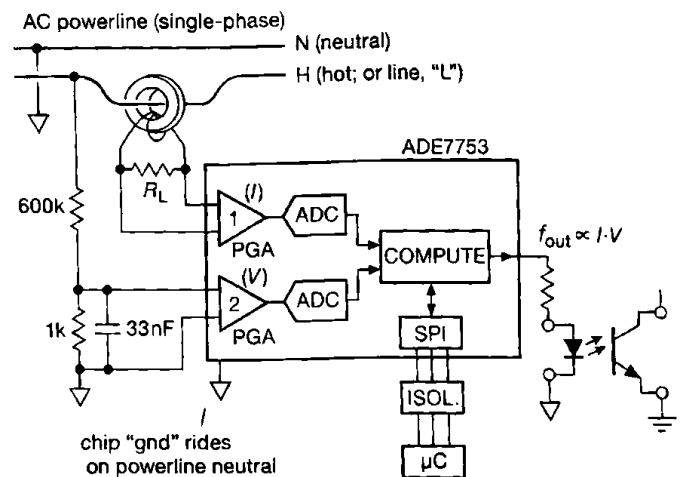 AC powerline (single-phase)
N (neutral)
H (hot; or line, "L")
ADE7753
R_L
600k
(I)
1
PGA
ADC
COMPUTE
f_out ∝ I·V
(V)
2
PGA
ADC
1k
33nF
SPI
ISOL.
µC
chip "gnd" rides
on powerline neutral